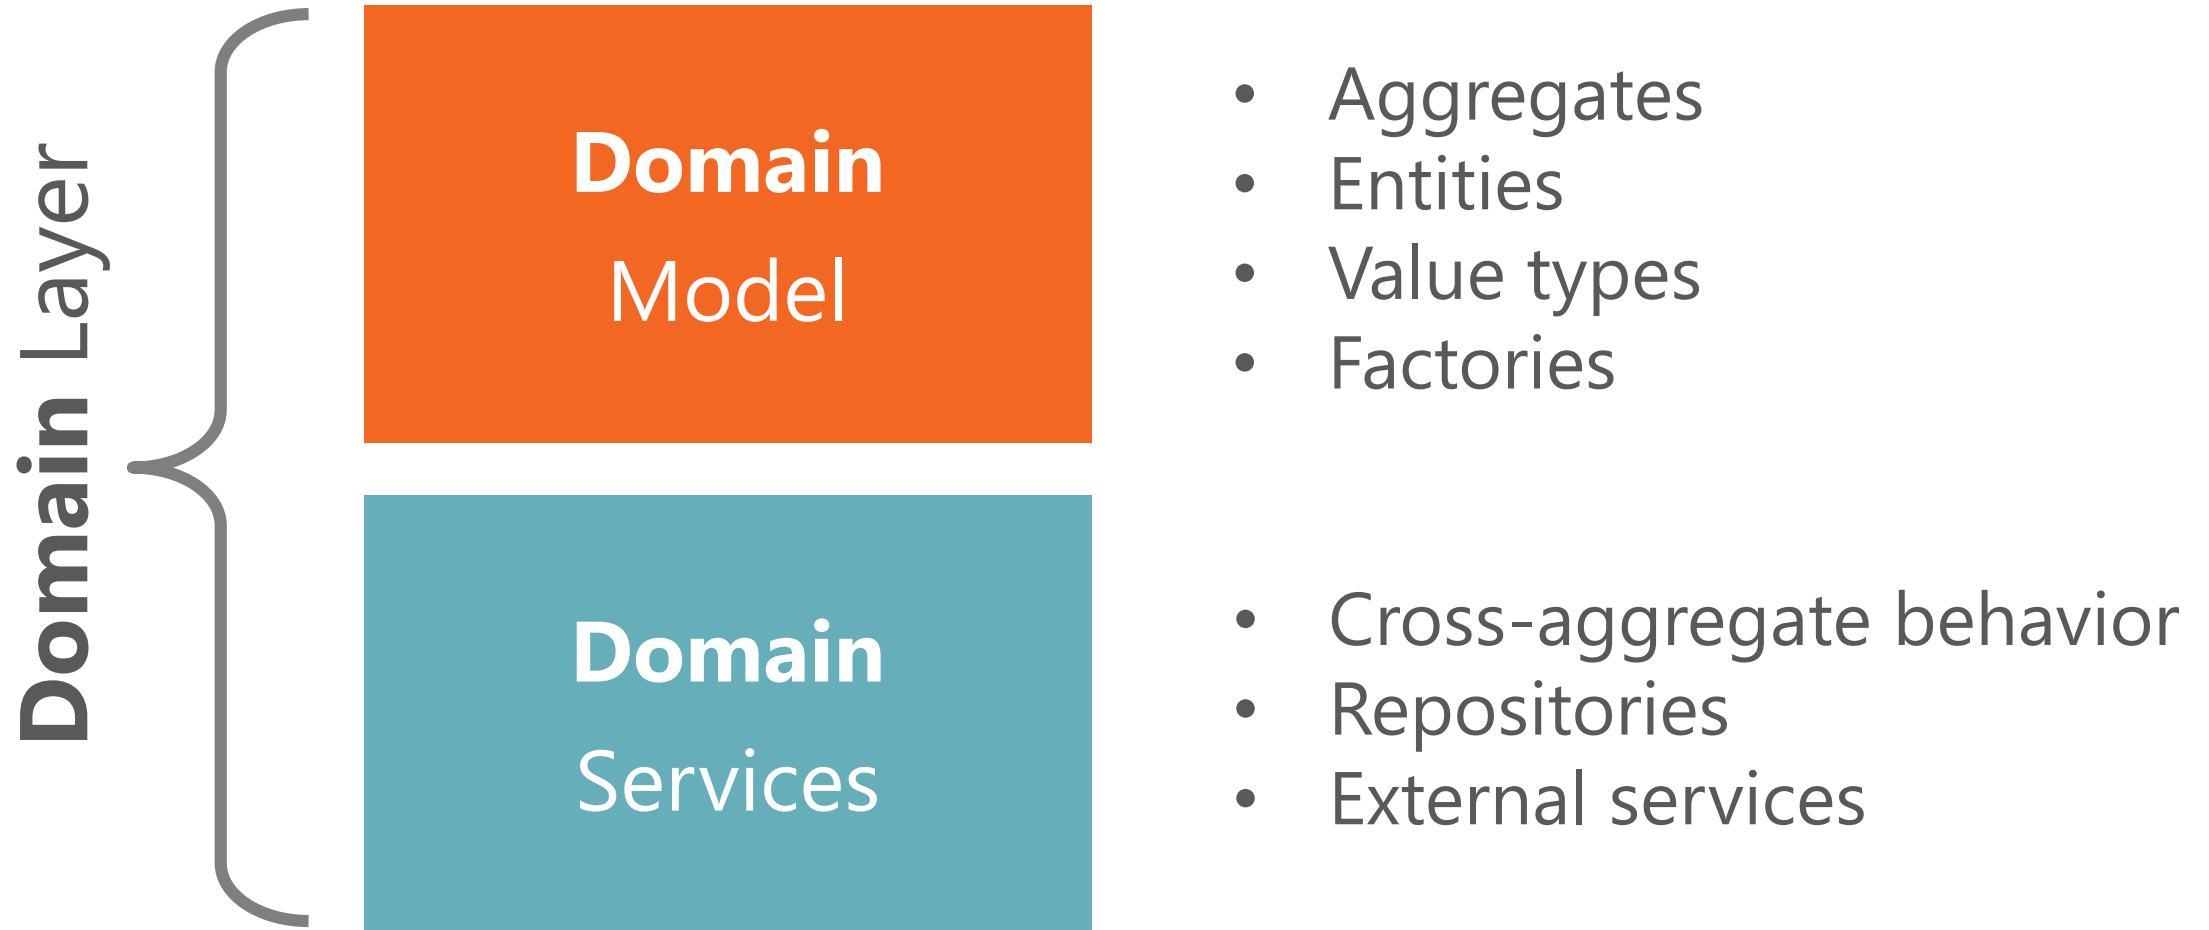 Domain Layer
Domain
Model
• Aggregates
• Entities
• Value types
• Factories
Domain
Services
• Cross-aggregate behavior
• Repositories
• External services